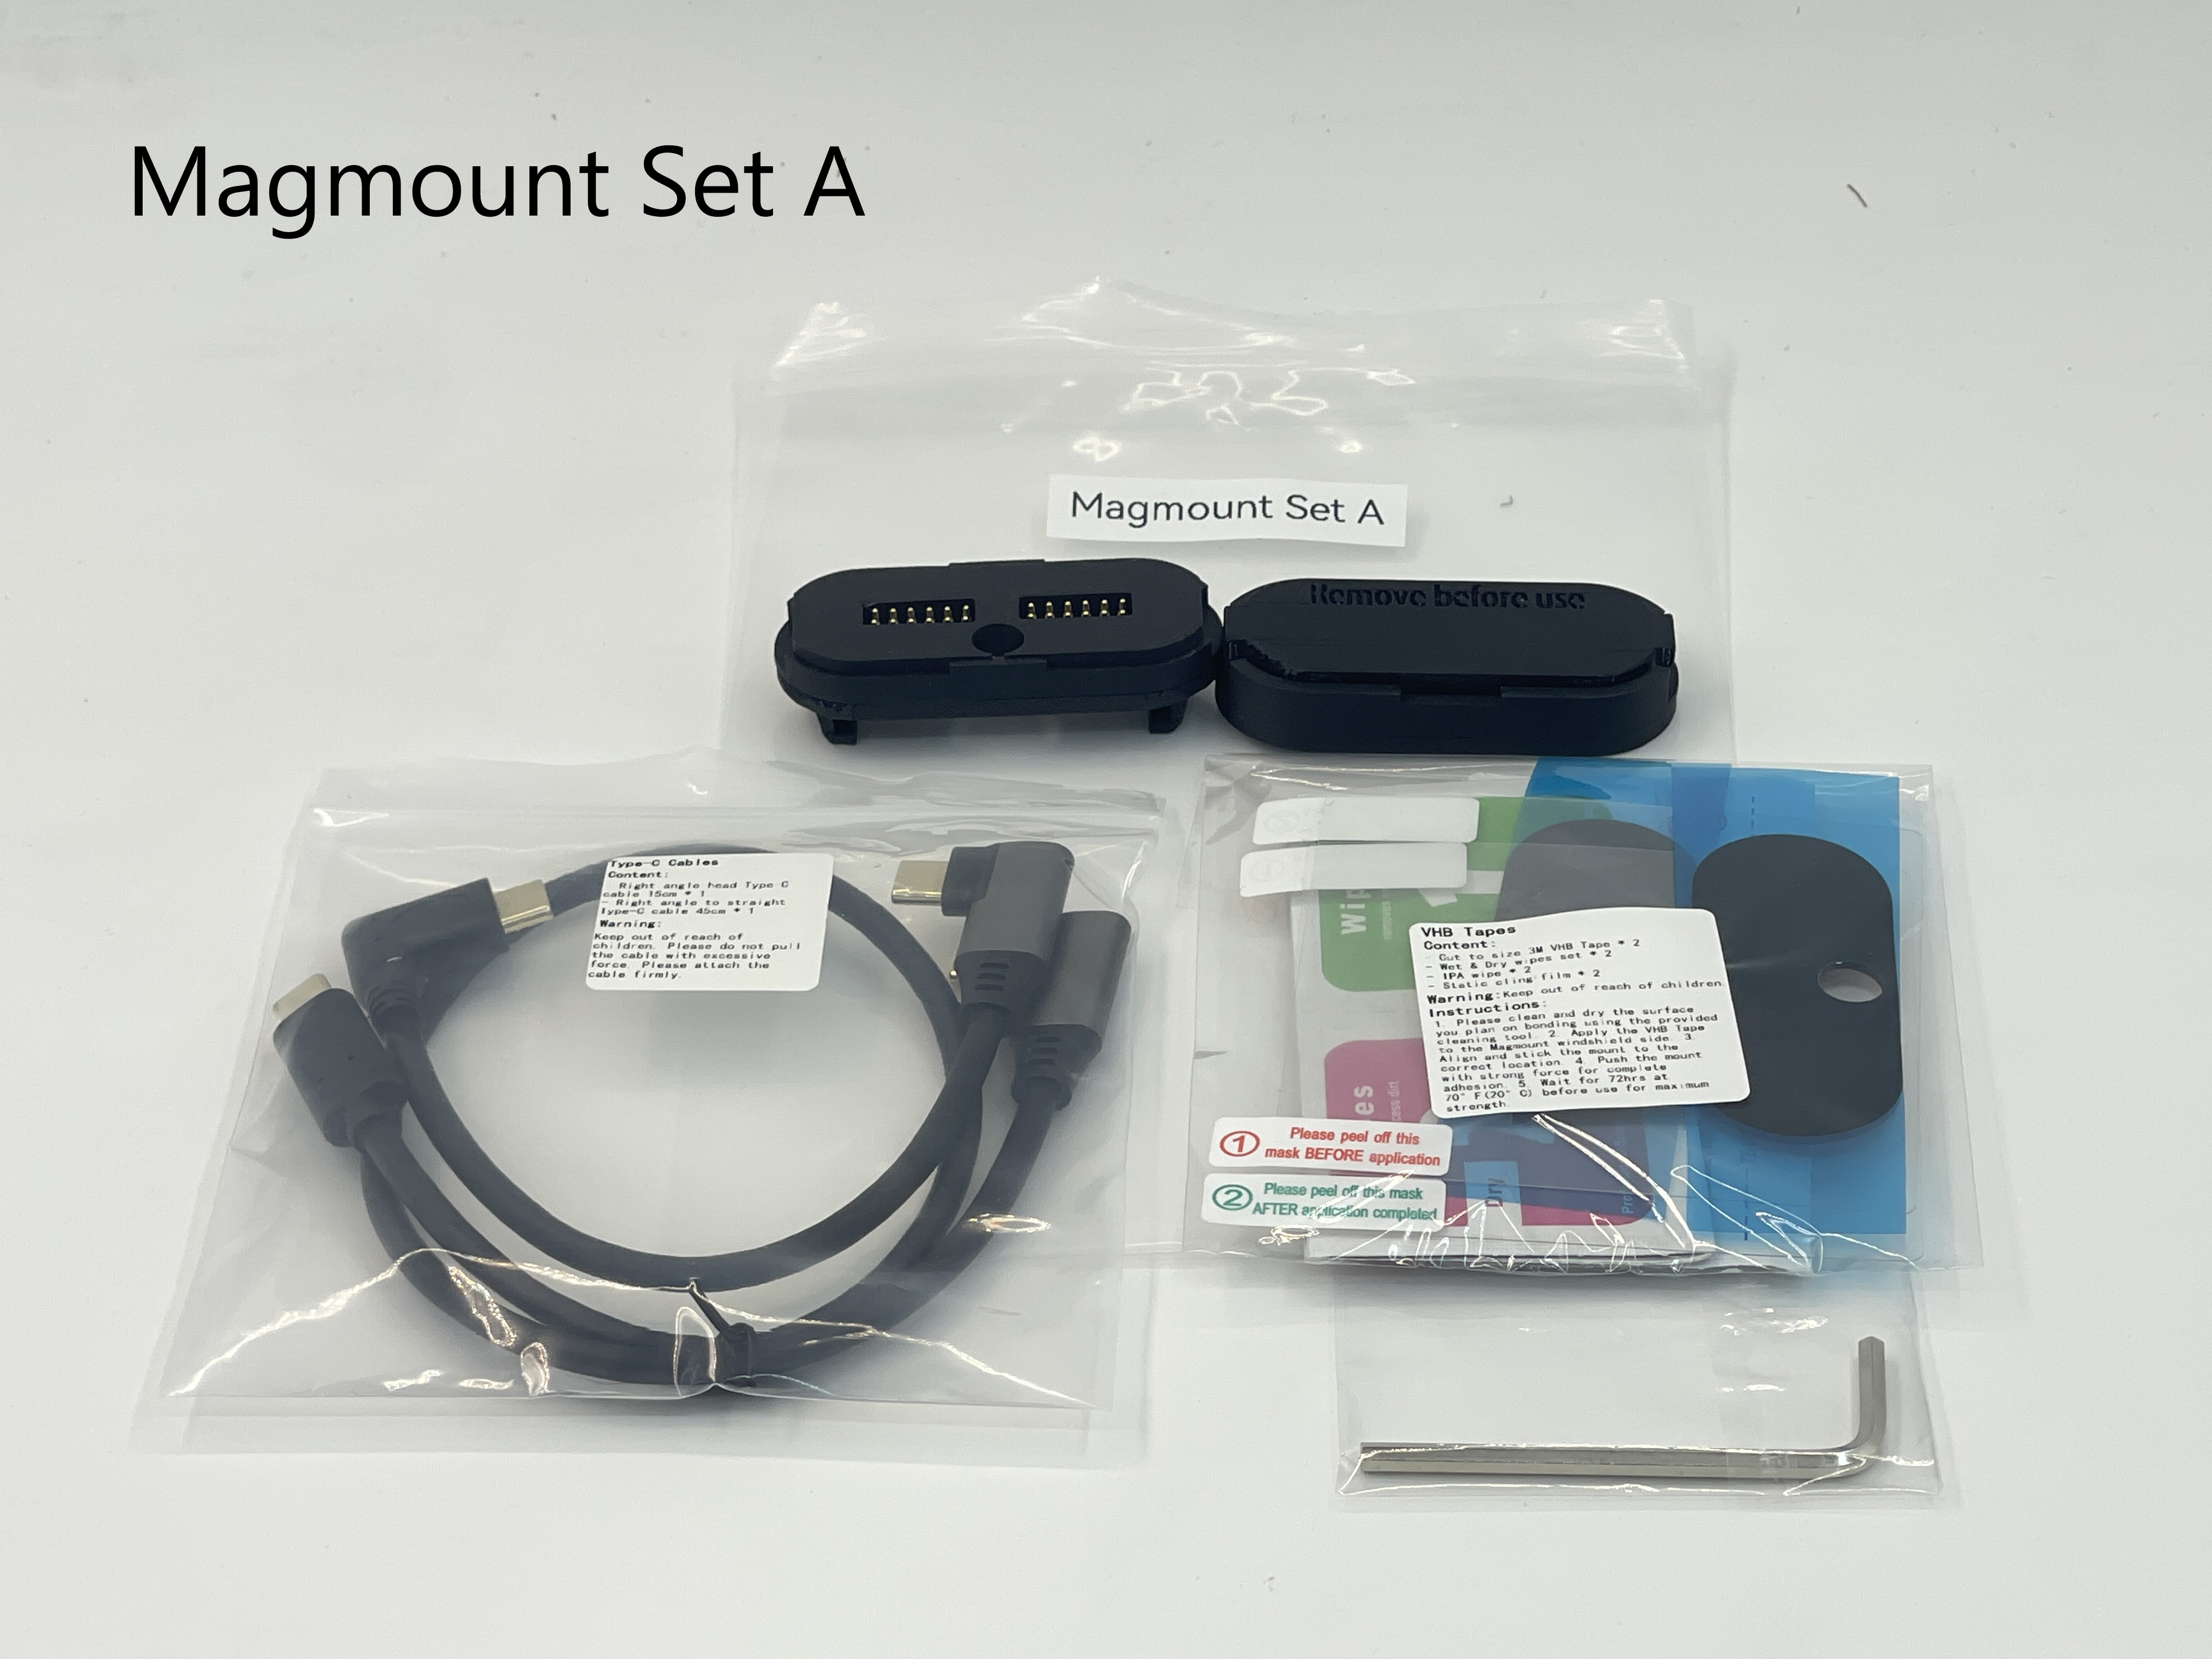 Magmount Set A
Magmount Set A
Remove before use
Type-C Cables
Content:
Right angle head Type C
cable 15cm * 1
- Right angle to straight
Type-C cable 45cm * 1
Warning:
Keep out of reach of
children. Please do not pull
the cable with excessive
force. Please attach the
cable firmly.
VHB Tapes
Content:
- Cut to size 3M VHB Tape * 2
- Wet & Dry wipes set * 2
- IPA wipe * 2
- Static cling film * 2
Warning:Keep out of reach of children.
Instructions:
1. Please clean and dry the surface
you plan on bonding using the provided
cleaning tool. 2. Apply the VHB Tape
to the Magmount windshield side. 3.
Align and stick the mount to the
correct location. 4. Push the mount
with strong force for complete
adhesion. 5. Wait for 72hrs at
70° F(20° C) before use for maximum
strength.
removes
Dry
1 Please peel off this
mask BEFORE application
2 Please peel off this mask
AFTER application completed